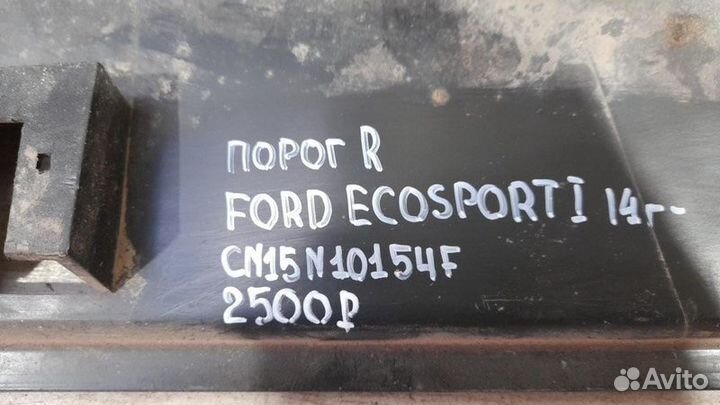 ПОРОГ R
FORD ECOSPORT I 14г-
CN15N10154F
2500₽
Avito